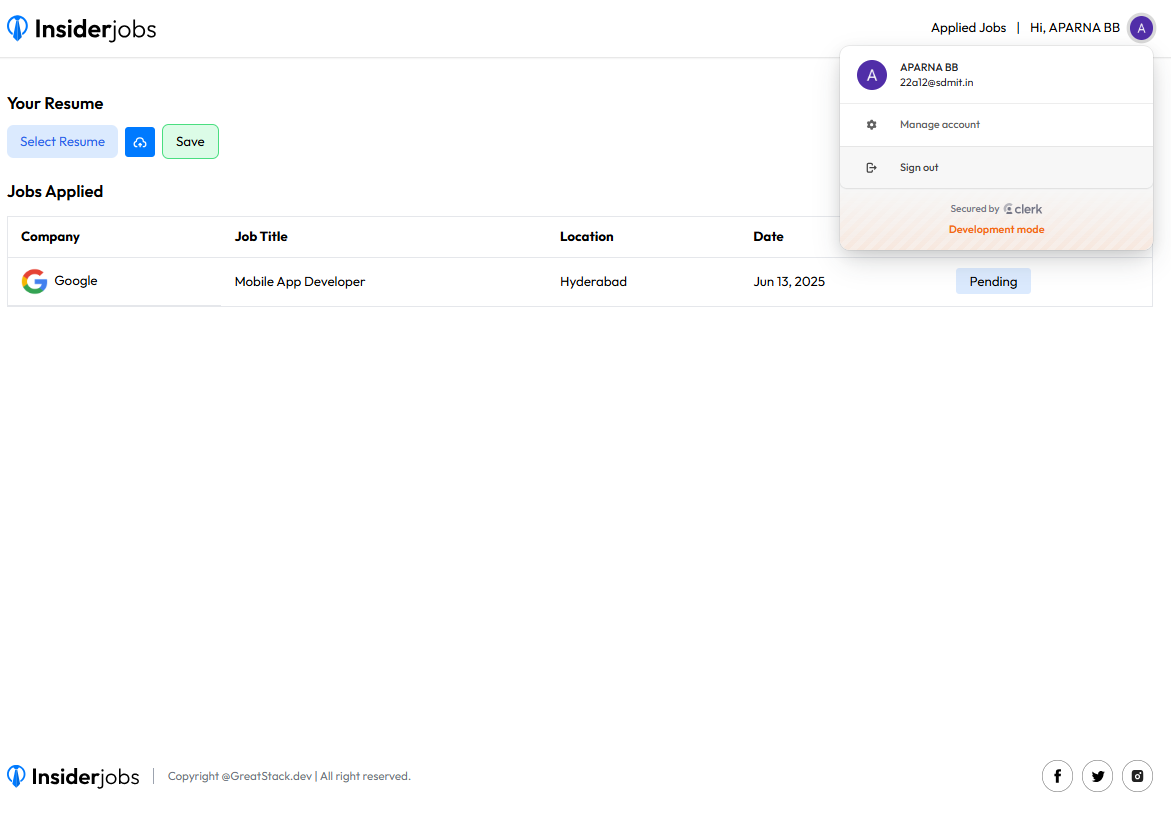 Insiderjobs
Applied Jobs | Hi, APARNA BB A
A APARNA BB
22a12@sdmit.in
Manage account
Sign out
Secured by clerk
Development mode
Your Resume
Select Resume Save
Jobs Applied
Company Job Title Location Date
Google Mobile App Developer Hyderabad Jun 13, 2025 Pending
Insiderjobs | Copyright @GreatStack.dev | All right reserved.